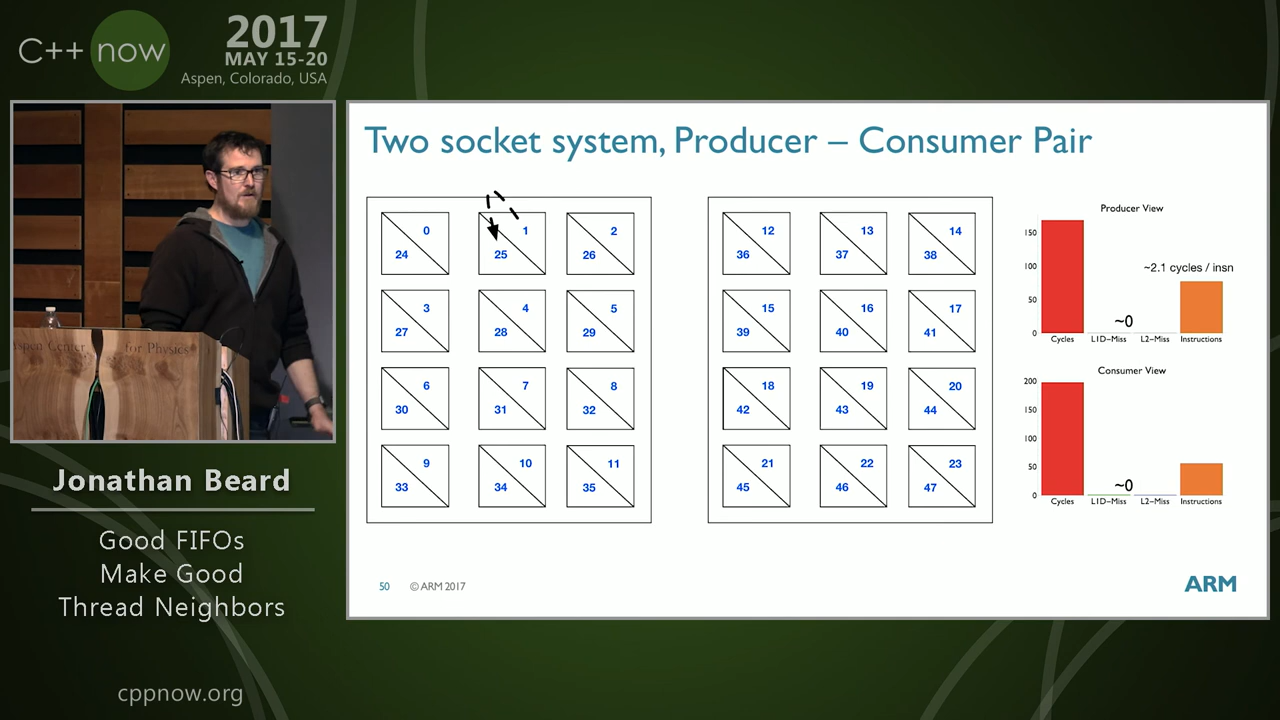 C++ now
2017
MAY 15-20
Aspen, Colorado, USA
Aspen Center for Physics
Jonathan Beard
Good FIFOs
Make Good
Thread Neighbors
cppnow.org
Two socket system, Producer – Consumer Pair
0 1 2 12 13 14
24 25 26 36 37 38
3 4 5 15 16 17
27 28 29 39 40 41
6 7 8 18 19 20
30 31 32 42 43 44
9 10 11 21 22 23
33 34 35 45 46 47
Producer View
150
100
50
0
~2.1 cycles / insn
~0
Cycles L1D–Miss L2–Miss Instructions
Consumer View
200
150
100
50
0
~0
Cycles L1D–Miss L2–Miss Instructions
50 © ARM 2017
ARM